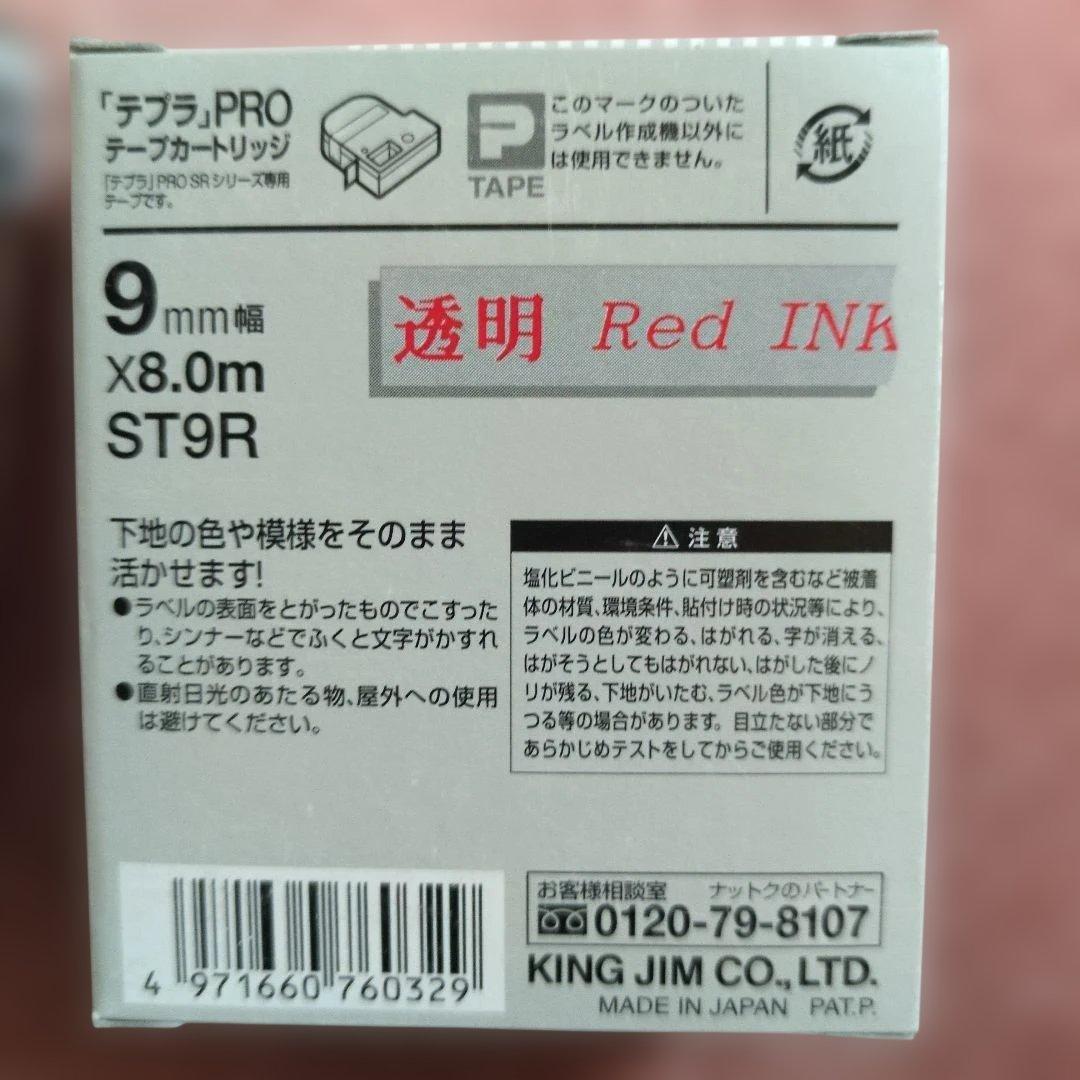 「テプラ」PRO
テープカートリッジ
「テプラ」PRO SRシリーズ専用
テープです。
P
TAPE
このマークのついた
ラベル作成機以外に
は使用できません。
紙
9mm幅
X8.0m
ST9R
透明 Red INK
下地の色や模様をそのまま
活かせます!
●ラベルの表面をとがったものでこすった
り、シンナーなどでふくと文字がかすれ
ることがあります。
●直射日光のあたる物、屋外への使用
は避けてください。
⚠注意
塩化ビニールのように可塑剤を含むなど被着
体の材質、環境条件、貼付け時の状況等により、
ラベルの色が変わる、はがれる、字が消える、
はがそうとしてもはがれない、はがした後にノ
リが残る、下地がいたむ、ラベル色が下地にう
つる等の場合があります。目立たない部分で
あらかじめテストをしてからご使用ください。
4 971660 760329
お客様相談室 ナットクのパートナー
0120-79-8107
KING JIM CO., LTD.
MADE IN JAPAN PAT.P.